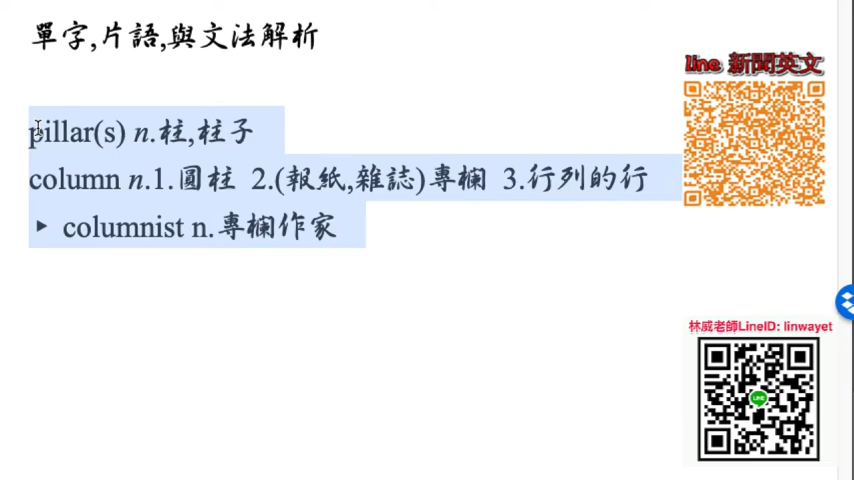 單字,片語,與文法解析
line 新聞英文
pillar(s) n.柱,柱子
column n.1.圓柱 2.(報紙,雜誌)專欄 3.行列的行
▶ columnist n.專欄作家
林威老師LineID: linwayet
LINE